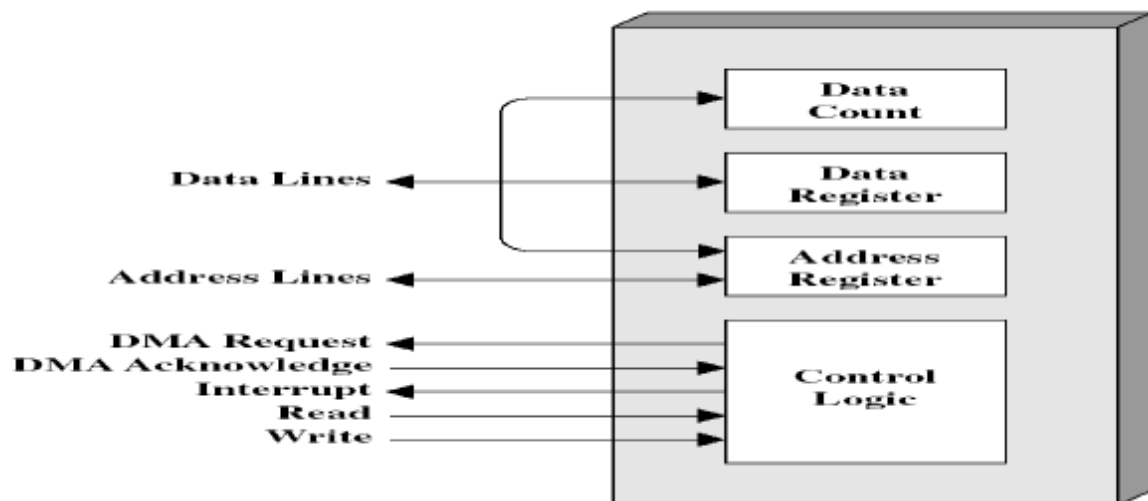 Data
Count
Data Lines
Data
Register
Address
Register
Address Lines
DMA Request
DMA Acknowledge
Interrupt
Read
Write
Control
Logic